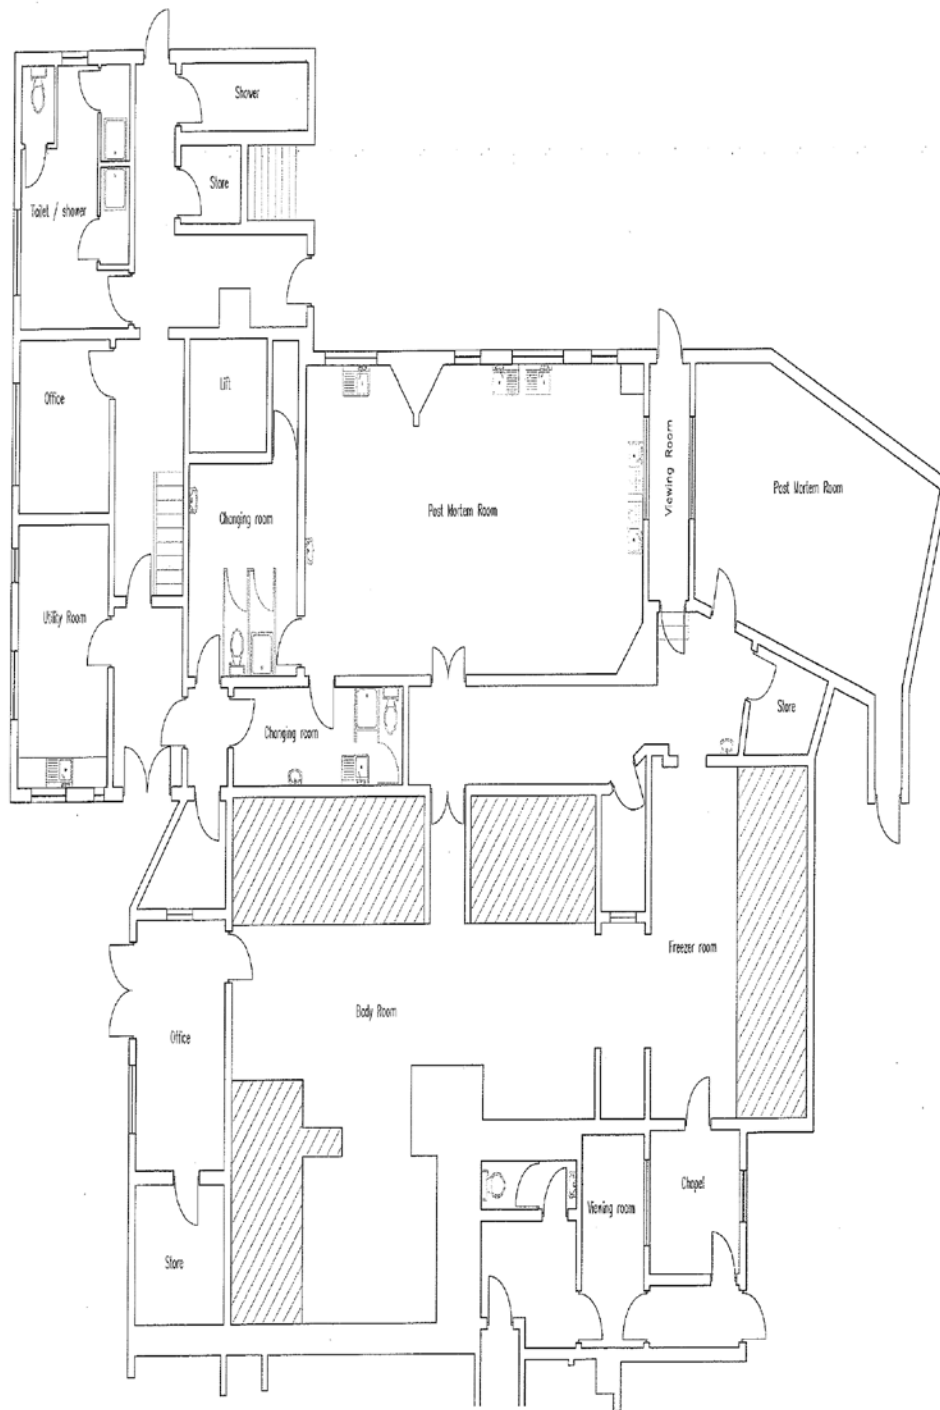 Shower
Store
Toilet / shower
Lift
Office
Viewing Room
Post Mortem Room
Post Mortem Room
Changing room
Utility Room
Store
Changing room
Freezer room
Body Room
Office
Chapel
Viewing room
Store